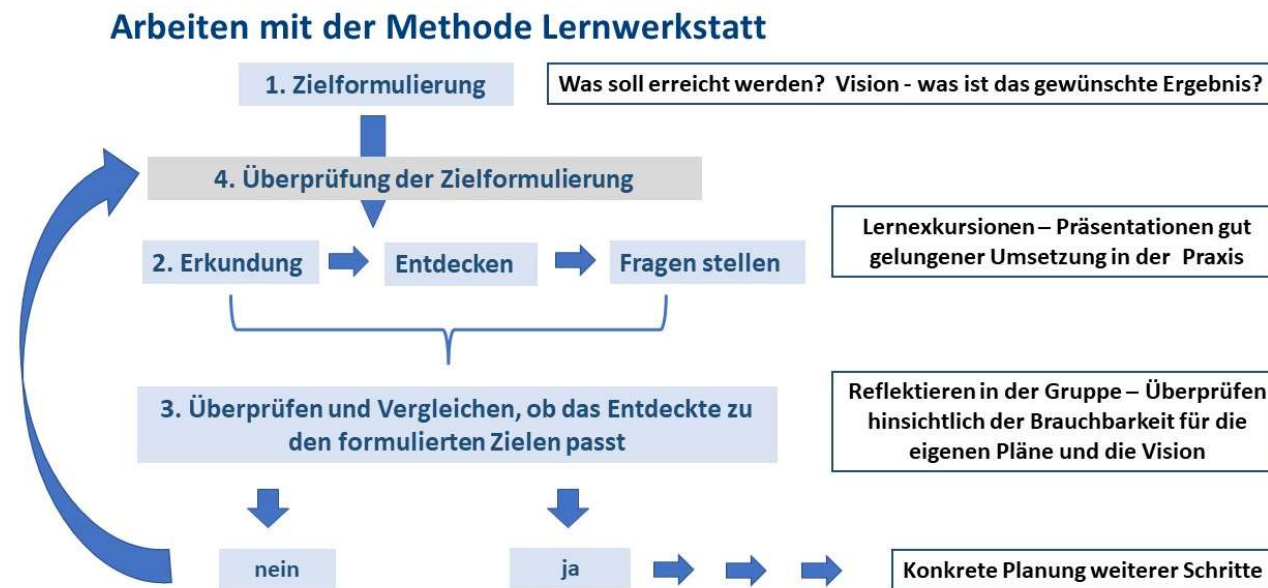 Arbeiten mit der Methode Lernwerkstatt
1. Zielformulierung
Was soll erreicht werden? Vision - was ist das gewünschte Ergebnis?
4. Überprüfung der Zielformulierung
2. Erkundung
Entdecken
Fragen stellen
Lernexkursionen – Präsentationen gut
gelungener Umsetzung in der Praxis
3. Überprüfen und Vergleichen, ob das Entdeckte zu
den formulierten Zielen passt
Reflektieren in der Gruppe – Überprüfen
hinsichtlich der Brauchbarkeit für die
eigenen Pläne und die Vision
nein
ja
Konkrete Planung weiterer Schritte